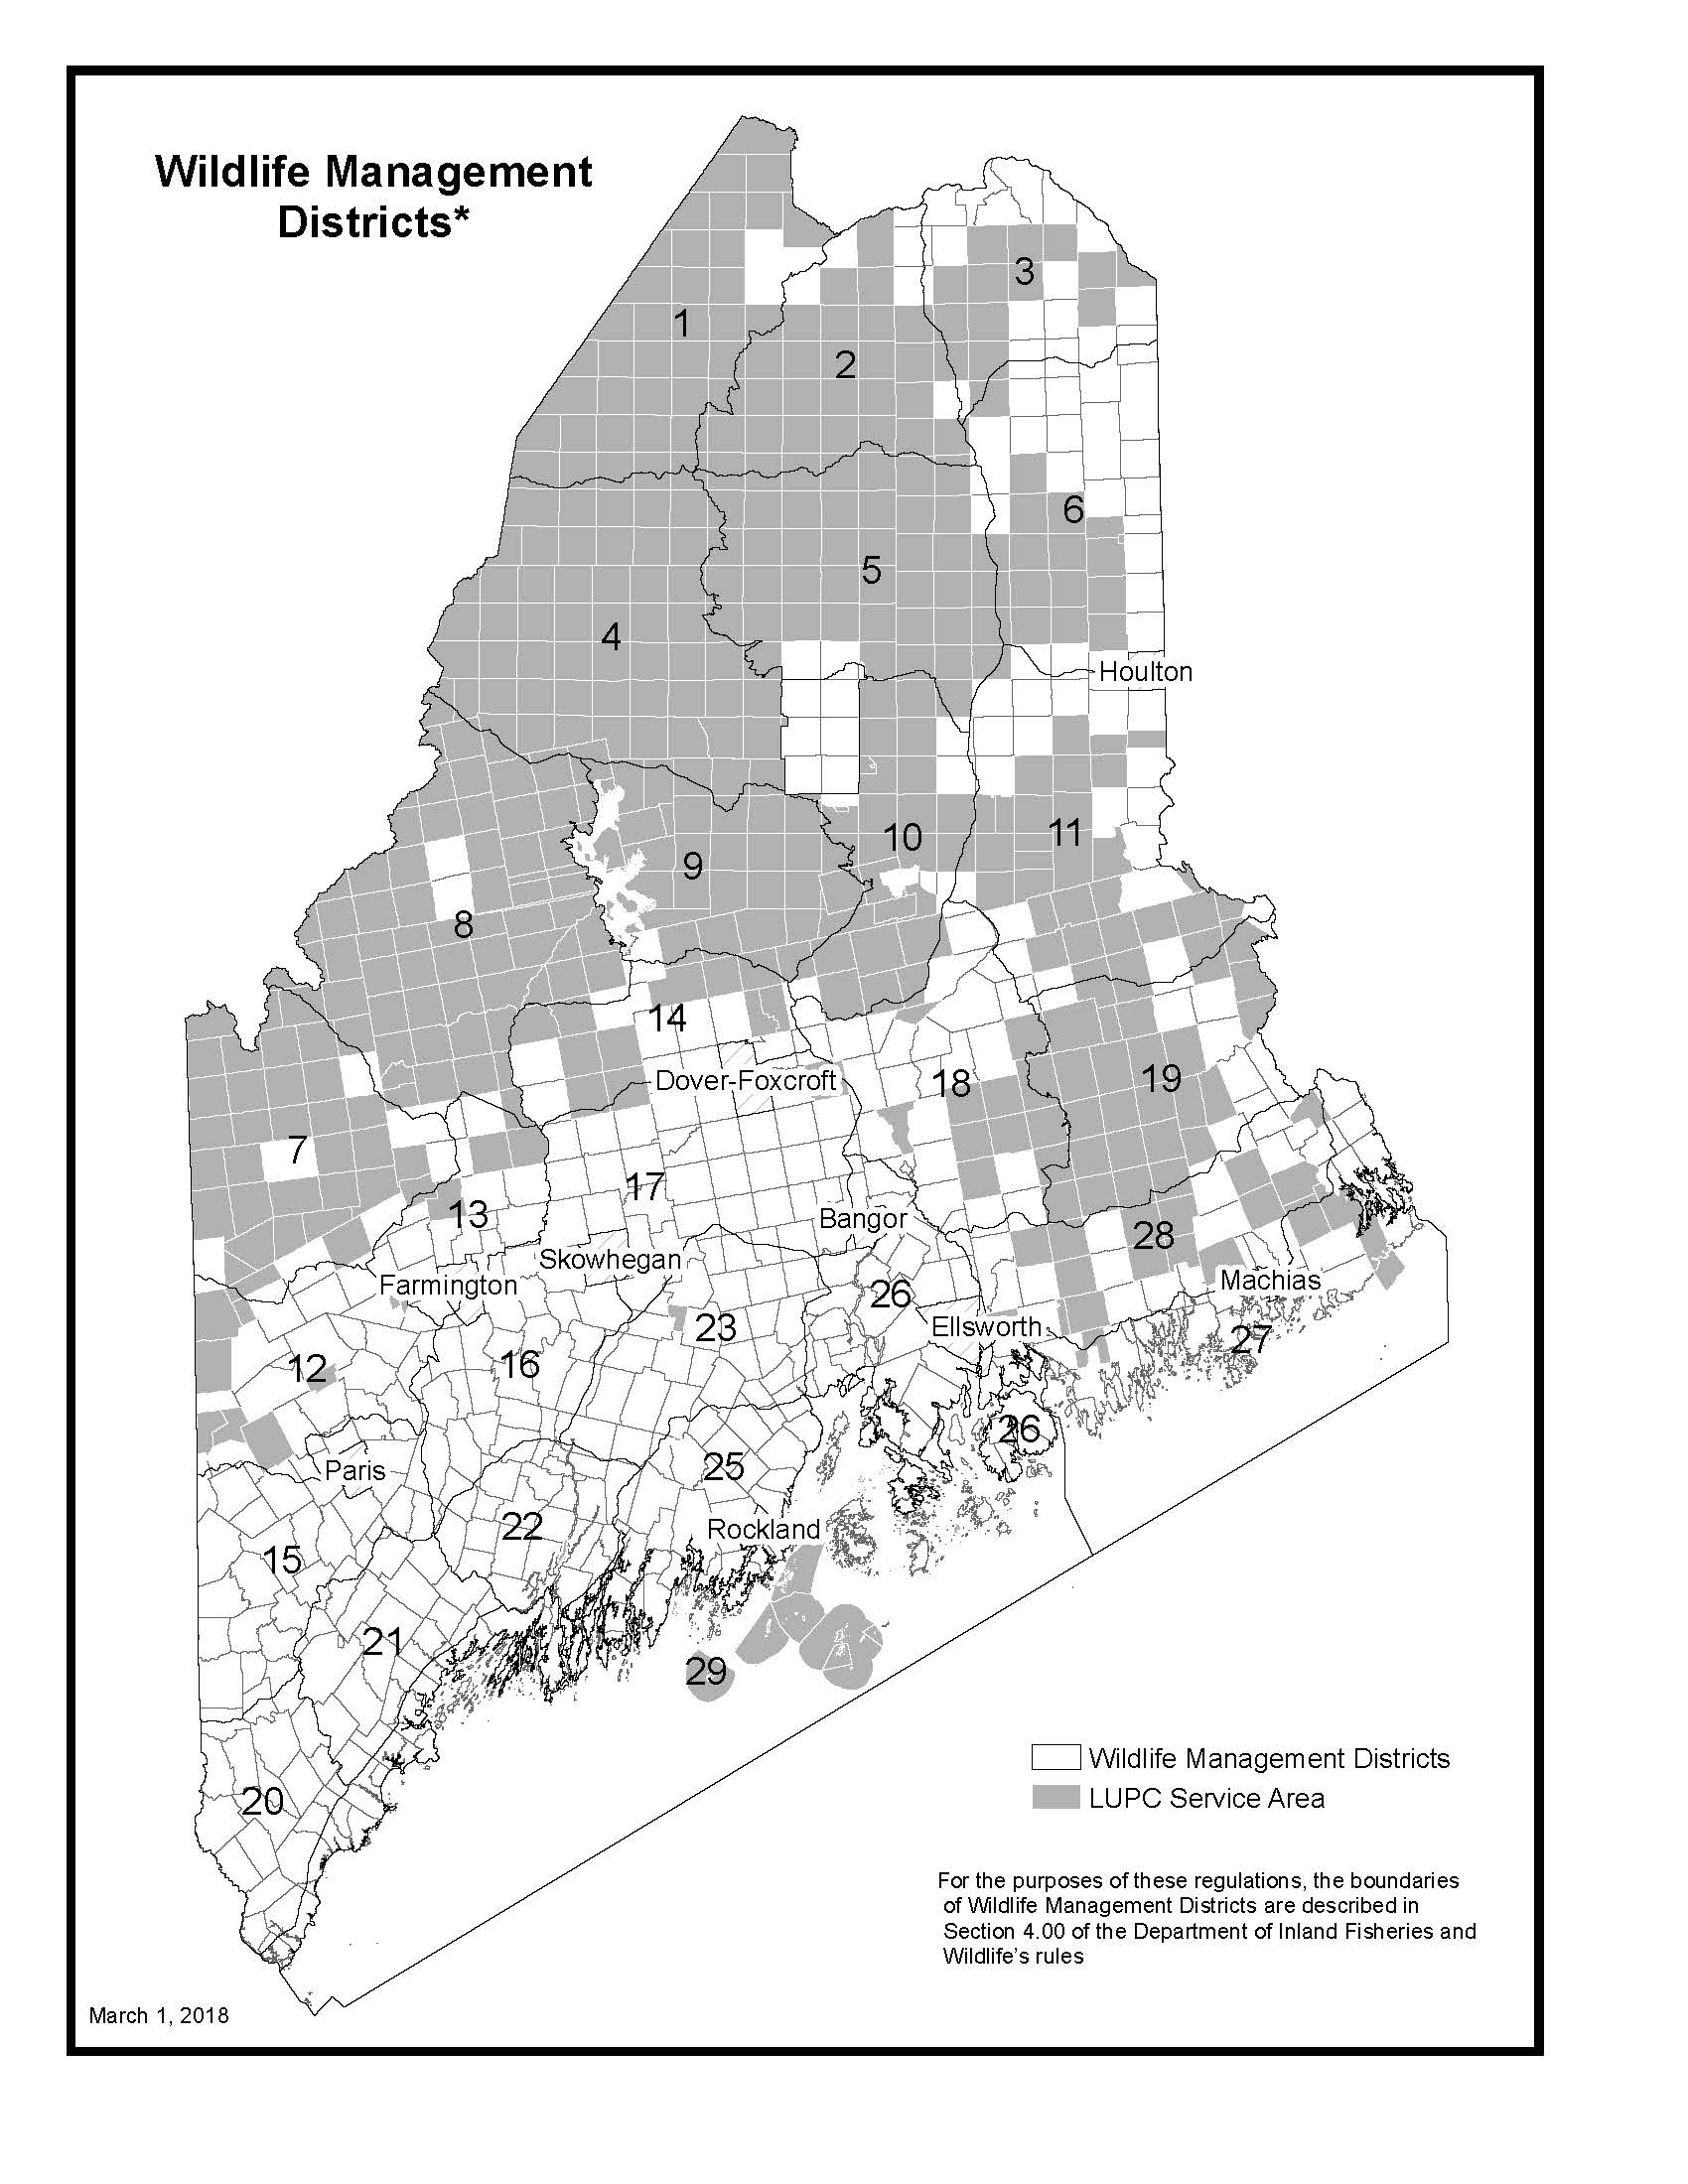 Wildlife Management
Districts*
1
2
3
4
5
6
Houlton
7
8
9
10
11
14
Dover-Foxcroft
18
19
13
17
Bangor
28
Skowhegan
Farmington
26
Machias
12
16
23
Ellsworth
27
Paris
25
26
22
Rockland
15
21
29
20
Wildlife Management Districts
LUPC Service Area
For the purposes of these regulations, the boundaries
of Wildlife Management Districts are described in
Section 4.00 of the Department of Inland Fisheries and
Wildlife’s rules
March 1, 2018